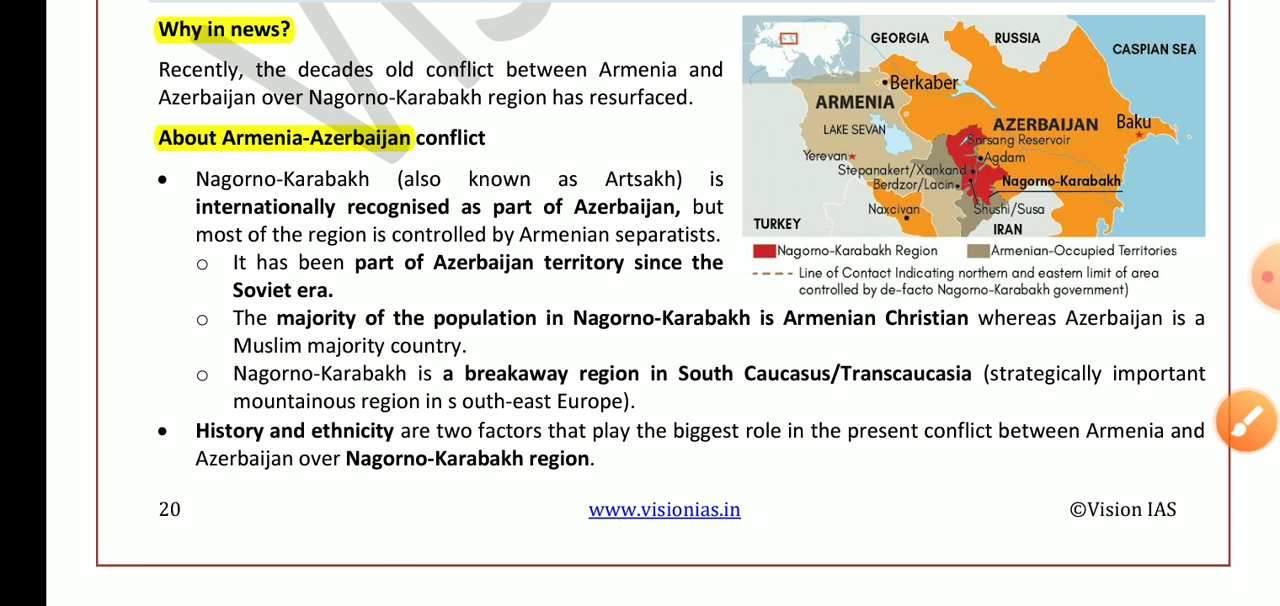 Why in news?
Recently, the decades old conflict between Armenia and
Azerbaijan over Nagorno-Karabakh region has resurfaced.
About Armenia-Azerbaijan conflict
• Nagorno-Karabakh (also known as Artsakh) is
internationally recognised as part of Azerbaijan, but
most of the region is controlled by Armenian separatists.
o It has been part of Azerbaijan territory since the
Soviet era.
GEORGIA
RUSSIA
CASPIAN SEA
Berkaber
ARMENIA
LAKE SEVAN
AZERBAIJAN
Baku
Sarsang Reservoir
Yerevan
Agdam
Stepanakert/Xankand
Berdzor/Lacin
Nagorno-Karabakh
Naxcivan
Shushi/Susa
TURKEY
IRAN
Nagorno-Karabakh Region
Armenian-Occupied Territories
Line of Contact Indicating northern and eastern limit of area
controlled by de-facto Nagorno-Karabakh government)
o The majority of the population in Nagorno-Karabakh is Armenian Christian whereas Azerbaijan is a
Muslim majority country.
o Nagorno-Karabakh is a breakaway region in South Caucasus/Transcaucasia (strategically important
mountainous region in s outh-east Europe).
• History and ethnicity are two factors that play the biggest role in the present conflict between Armenia and
Azerbaijan over Nagorno-Karabakh region.
20
www.visionias.in
©Vision IAS